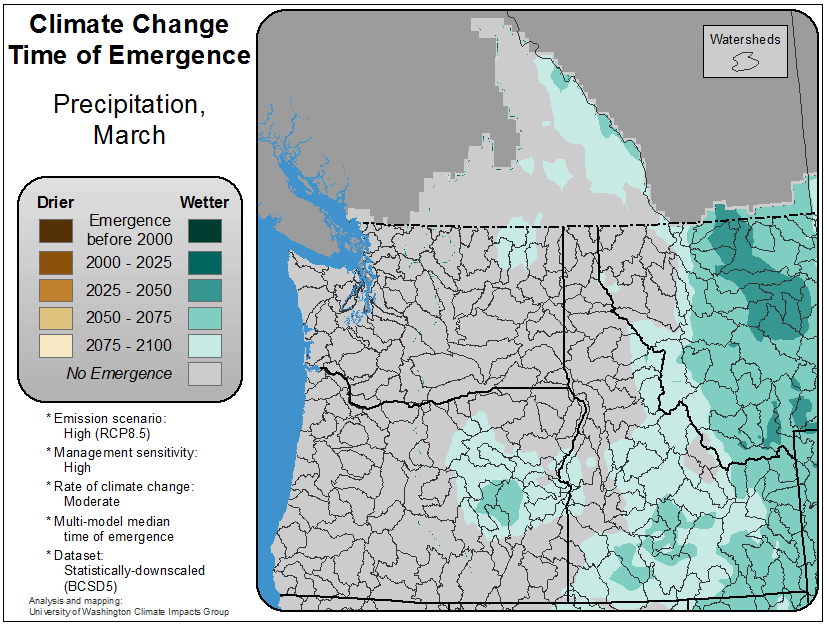 Climate Change
Time of Emergence
Precipitation,
March
Watersheds
Drier
Wetter
Emergence
before 2000
2000 - 2025
2025 - 2050
2050 - 2075
2075 - 2100
No Emergence
* Emission scenario:
High (RCP8.5)
* Management sensitivity:
High
* Rate of climate change:
Moderate
* Multi-model median
time of emergence
* Dataset:
Statistically-downscaled
(BCSD5)
Analysis and mapping:
University of Washington Climate Impacts Group